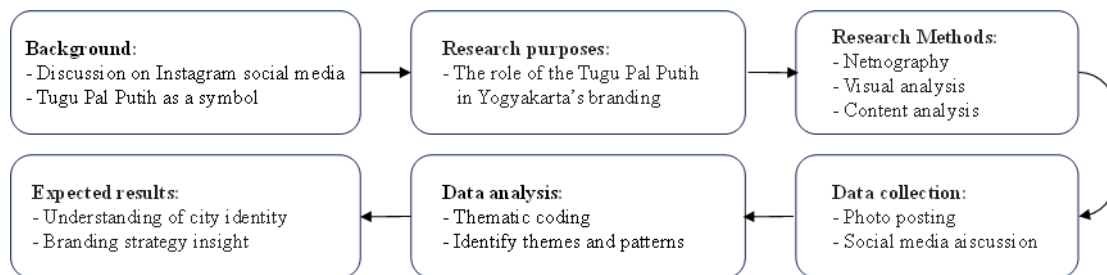 Background:
- Discussion on Instagram social media
- Tugu Pal Putih as a symbol
Research purposes:
- The role of the Tugu Pal Putih
in Yogyakarta's branding
Research Methods:
- Netnography
- Visual analysis
- Content analysis
Data collection:
- Photo posting
- Social media aiscussion
Data analysis:
- Thematic coding
- Identify themes and patterns
Expected results:
- Understanding of city identity
- Branding strategy insight